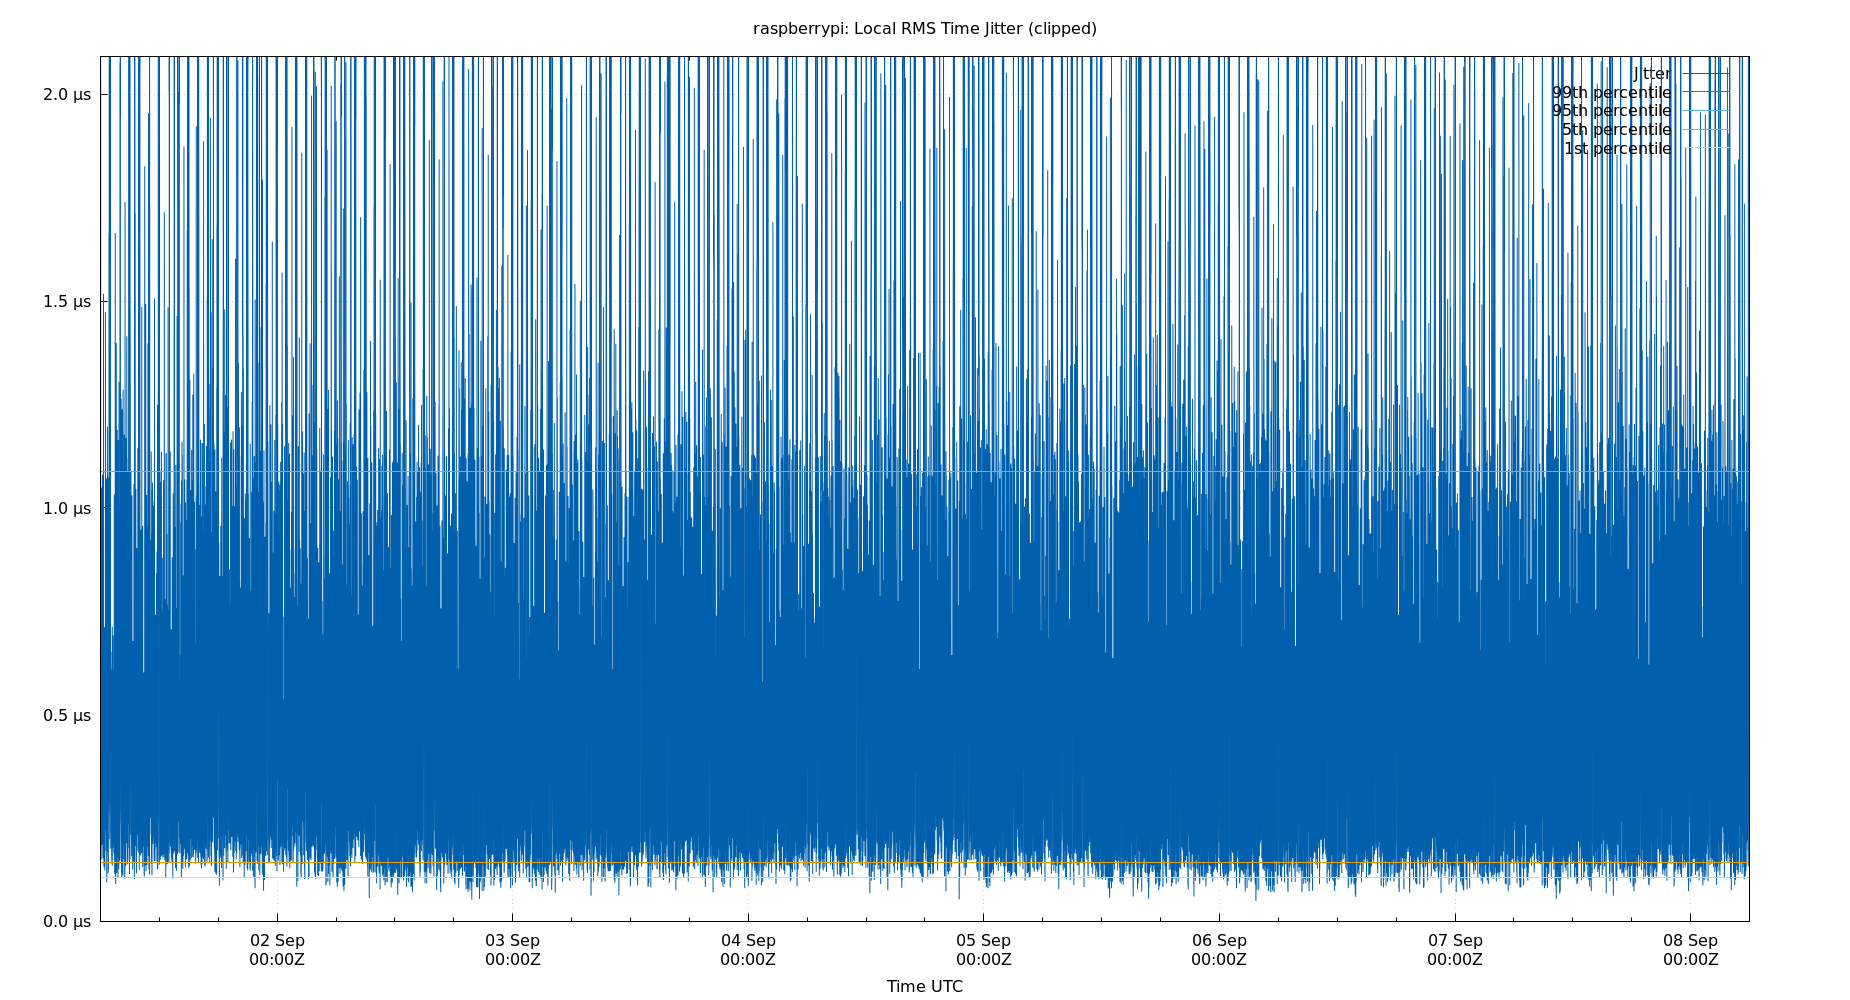 raspberrypi: Local RMS Time Jitter (clipped)
Jitter
99th percentile
95th percentile
5th percentile
1st percentile
2.0 µs
1.5 µs
1.0 µs
0.5 µs
0.0 µs
02 Sep 03 Sep 04 Sep 05 Sep 06 Sep 07 Sep 08 Sep
00:00Z 00:00Z 00:00Z 00:00Z 00:00Z 00:00Z 00:00Z
Time UTC